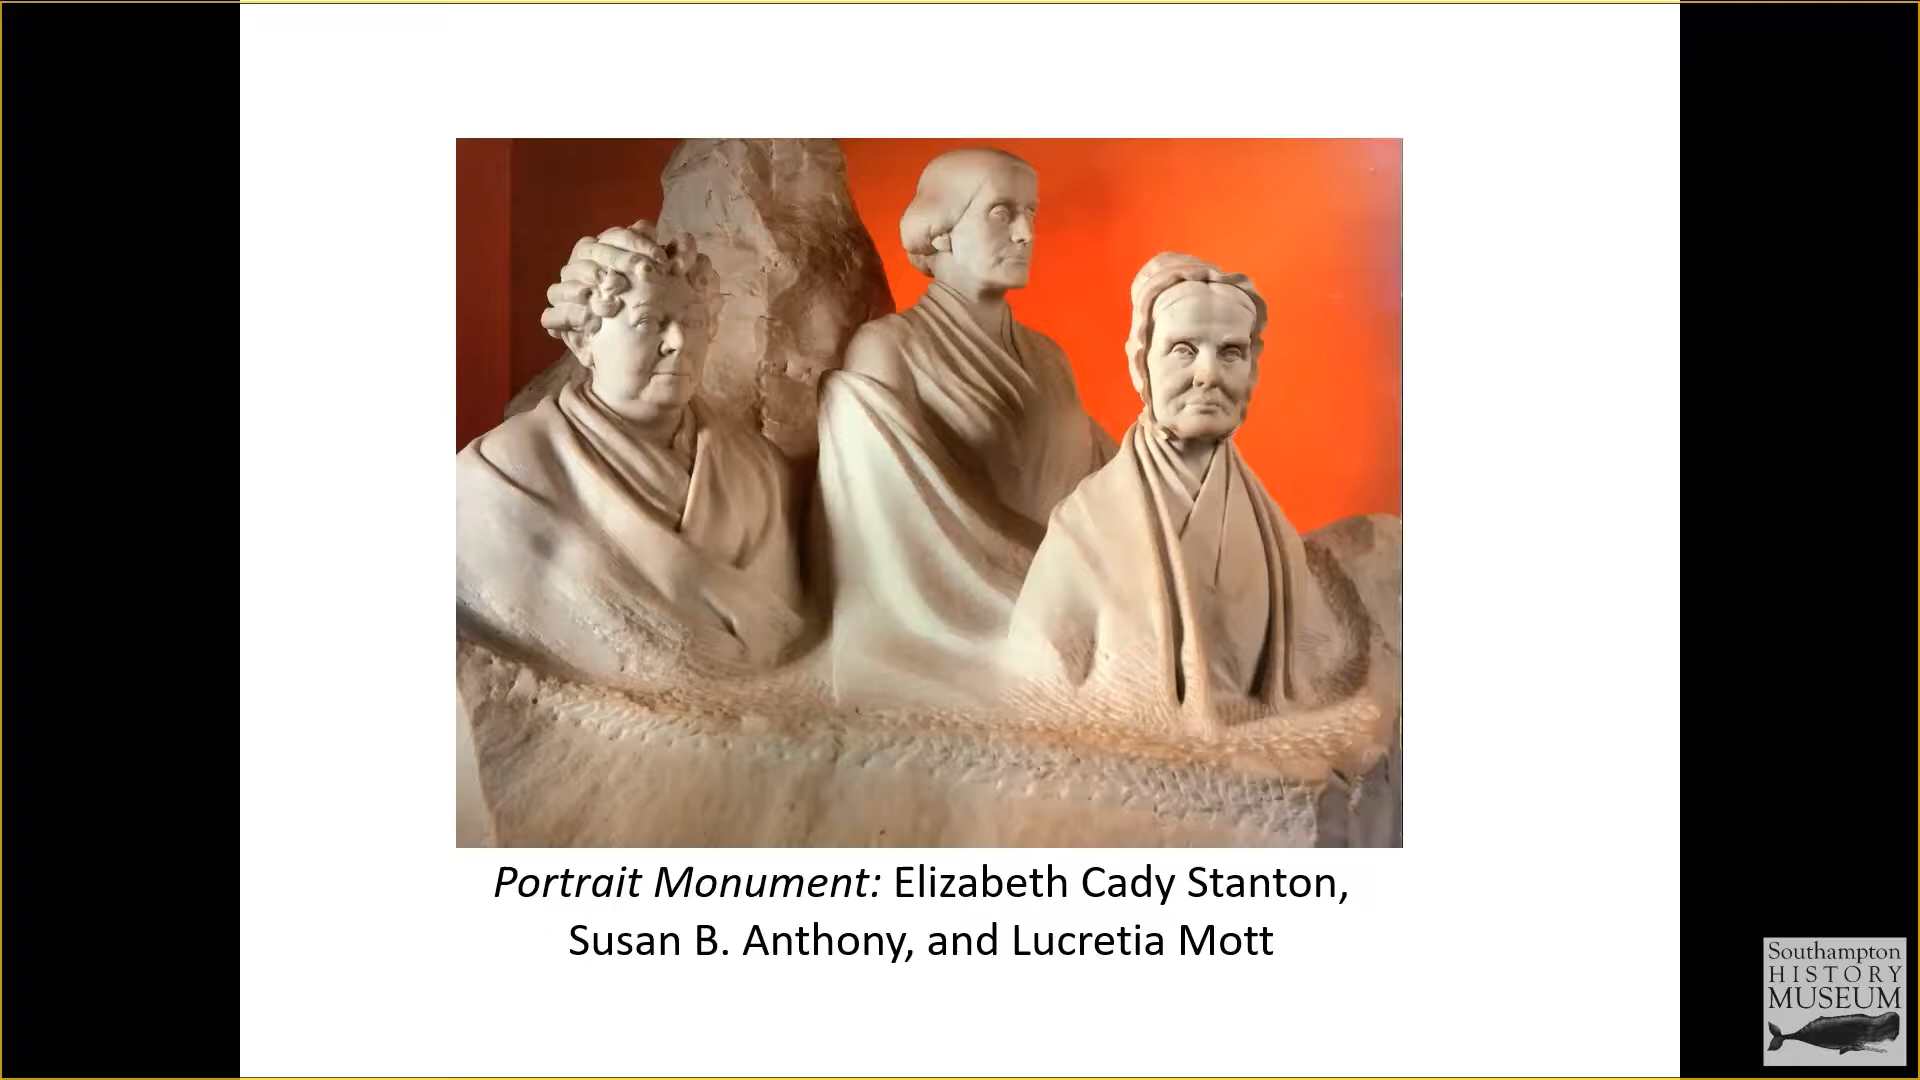 Portrait Monument: Elizabeth Cady Stanton,
Susan B. Anthony, and Lucretia Mott
Southampton
HISTORY
MUSEUM